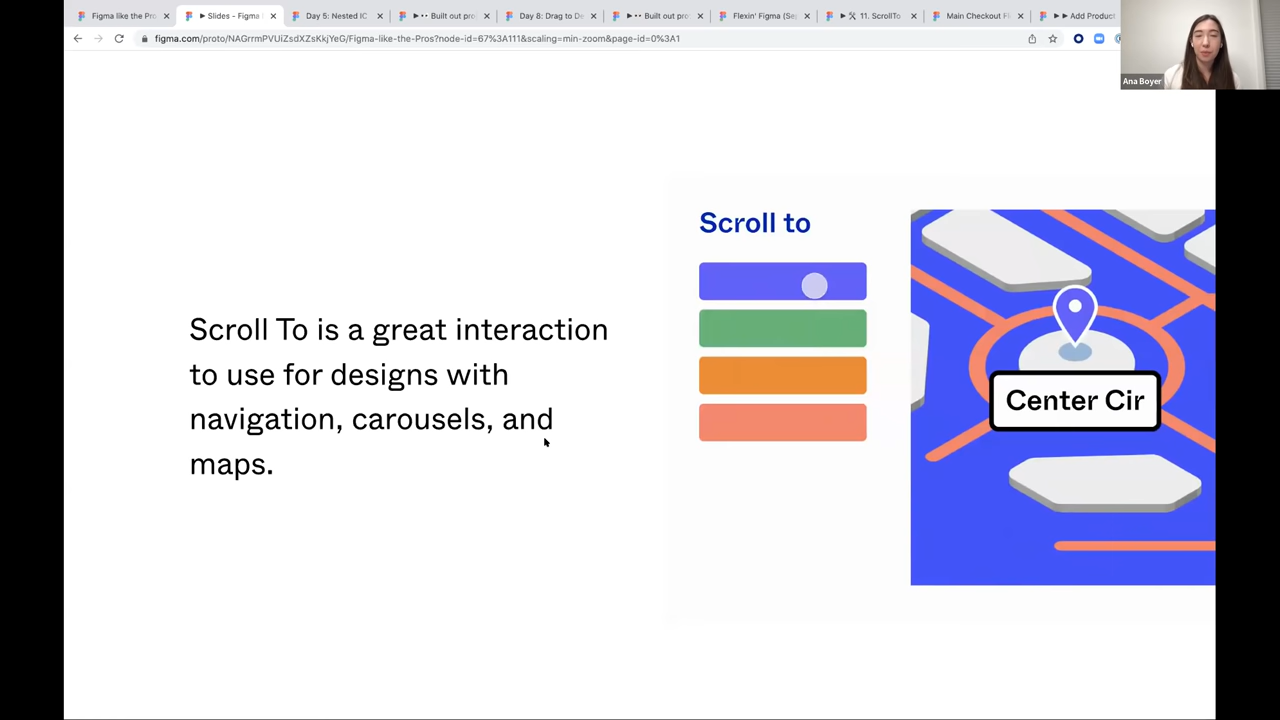 Figma like the Pro
▶ Slides – Figma
Day 5: Nested IC
▶ •• Built out pro
Day 8: Drag to De
▶ •• Built out pro
Flexin' Figma (Se
▶ 🛠 11. ScrollTo
Main Checkout Fl
▶ ▶ Add Product
figma.com/proto/NAGrrmPVUiZsdXZsKkjYeG/Figma-like-the-Pros?node-id=67%3A111&scaling=min-zoom&page-id=0%3A1
Ana Boyer
Scroll To is a great interaction
to use for designs with
navigation, carousels, and
maps.
Scroll to
Center Cir